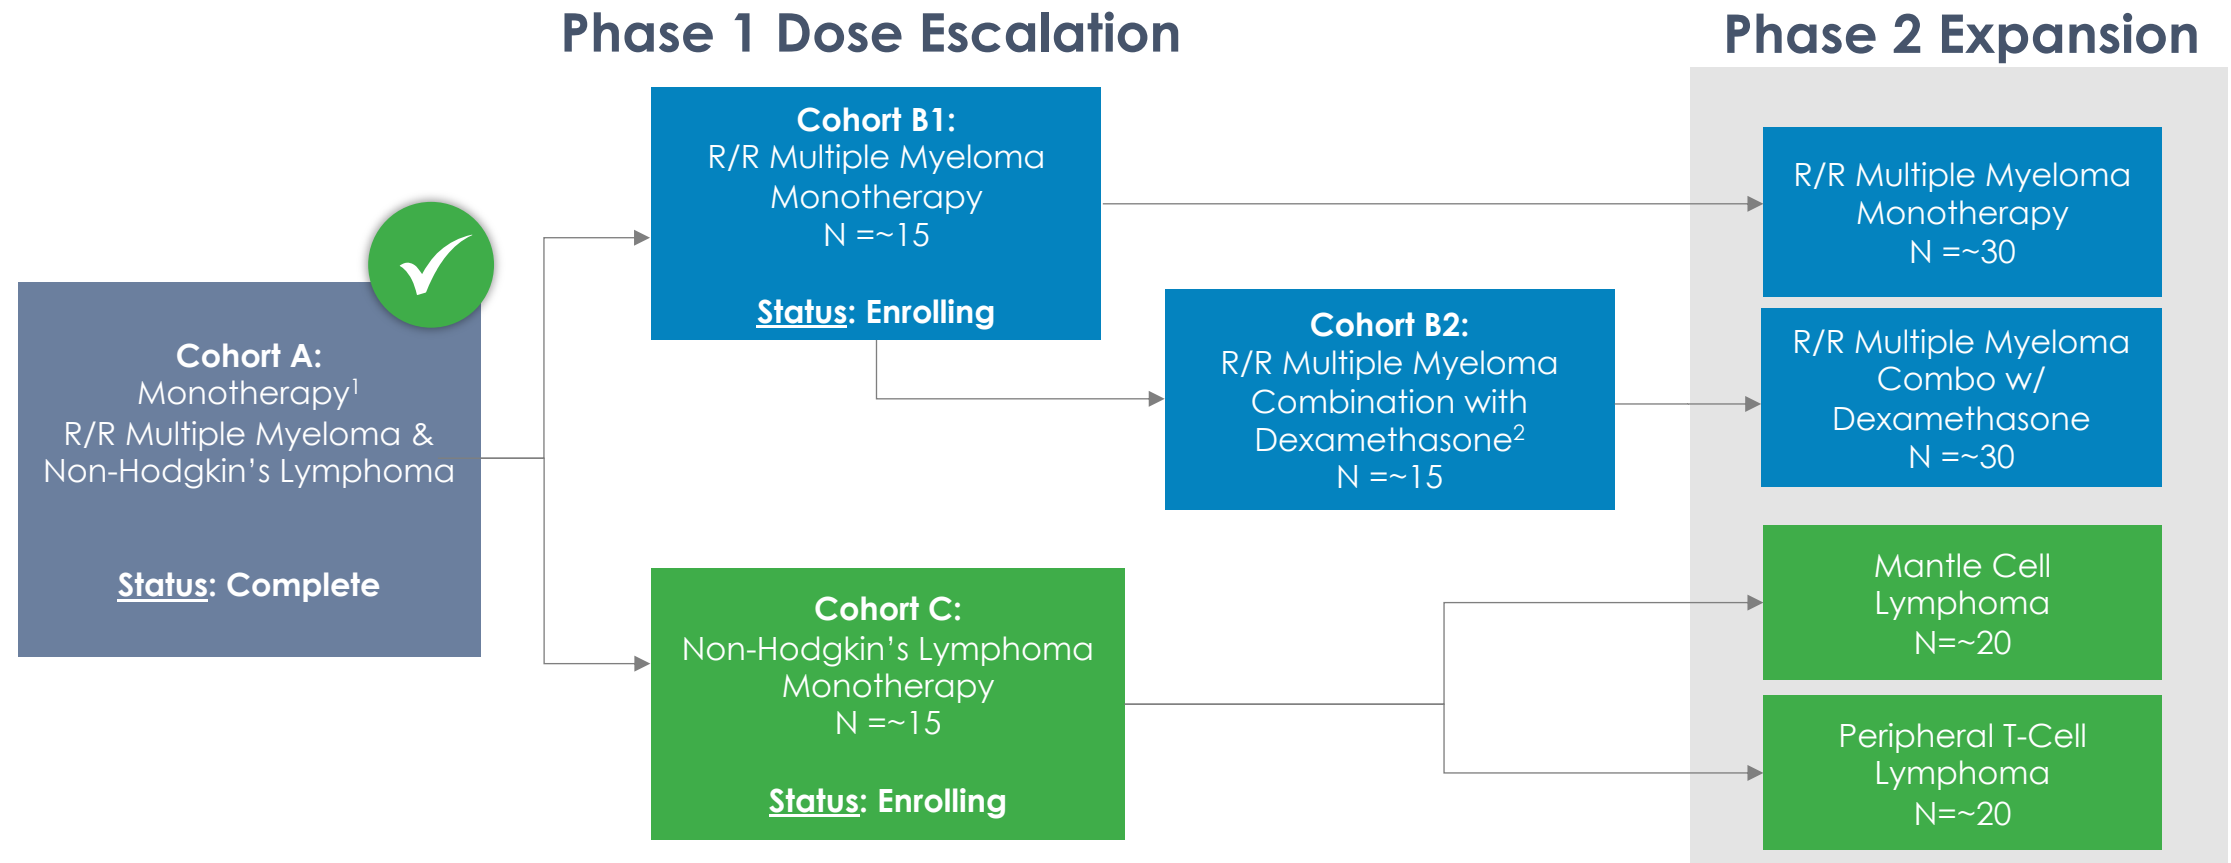 Phase 1 Dose Escalation
Phase 2 Expansion
Cohort A:
Monotherapy¹
R/R Multiple Myeloma &
Non-Hodgkin’s Lymphoma
Status: Complete
Cohort B1:
R/R Multiple Myeloma
Monotherapy
N =~15
Status: Enrolling
Cohort B2:
R/R Multiple Myeloma
Combination with
Dexamethasone²
N =~15
Cohort C:
Non-Hodgkin’s Lymphoma
Monotherapy
N =~15
Status: Enrolling
R/R Multiple Myeloma
Monotherapy
N =~30
R/R Multiple Myeloma
Combo w/
Dexamethasone
N =~30
Mantle Cell
Lymphoma
N=~20
Peripheral T-Cell
Lymphoma
N=~20